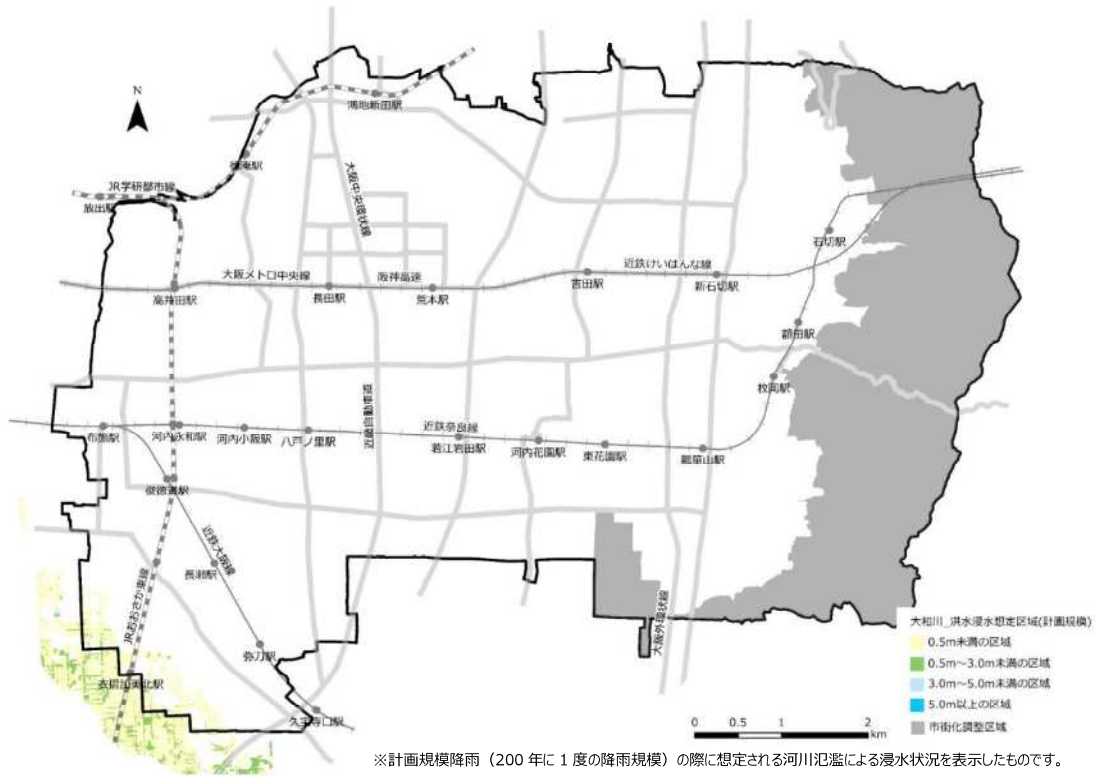 N
鴻池新田駅
徳庵駅
JR学研都市線
放出駅
大阪中央環状線
石切駅
大阪メトロ中央線
阪神高速
近鉄けいはんな線
高井田駅
長田駅
荒本駅
吉田駅
新石切駅
額田駅
枚岡駅
近畿自動車道
近鉄奈良線
布施駅
河内永和駅
河内小阪駅
八戸ノ里駅
若江岩田駅
河内花園駅
東花園駅
瓢箪山駅
俊徳道駅
近鉄大阪線
長瀬駅
JRおおさか東線
大阪外環状線
弥刀駅
衣摺加美北駅
久宝寺口駅
大和川_洪水浸水想定区域(計画規模)
0.5m未満の区域
0.5m～3.0m未満の区域
3.0m～5.0m未満の区域
5.0m以上の区域
市街化調整区域
0 0.5 1 2
km
※計画規模降雨（200 年に 1 度の降雨規模）の際に想定される河川氾濫による浸水状況を表示したものです。